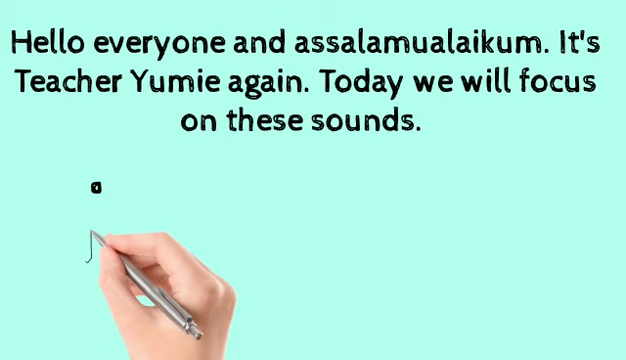 Hello everyone and assalamualaikum. It's
Teacher Yumie again. Today we will focus
on these sounds.
a